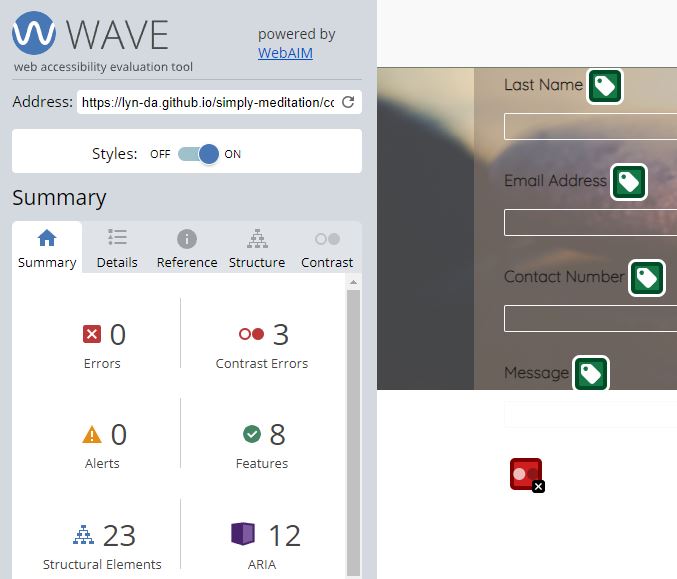 WAVE
powered by
WebAIM
web accessibility evaluation tool
Address: https://lyn-da.github.io/simply-meditation/cc
Styles: OFF ON
Summary
Summary Details Reference Structure Contrast
0 3
Errors Contrast Errors
0 8
Alerts Features
23 12
Structural Elements ARIA
Last Name
Email Address
Contact Number
Message